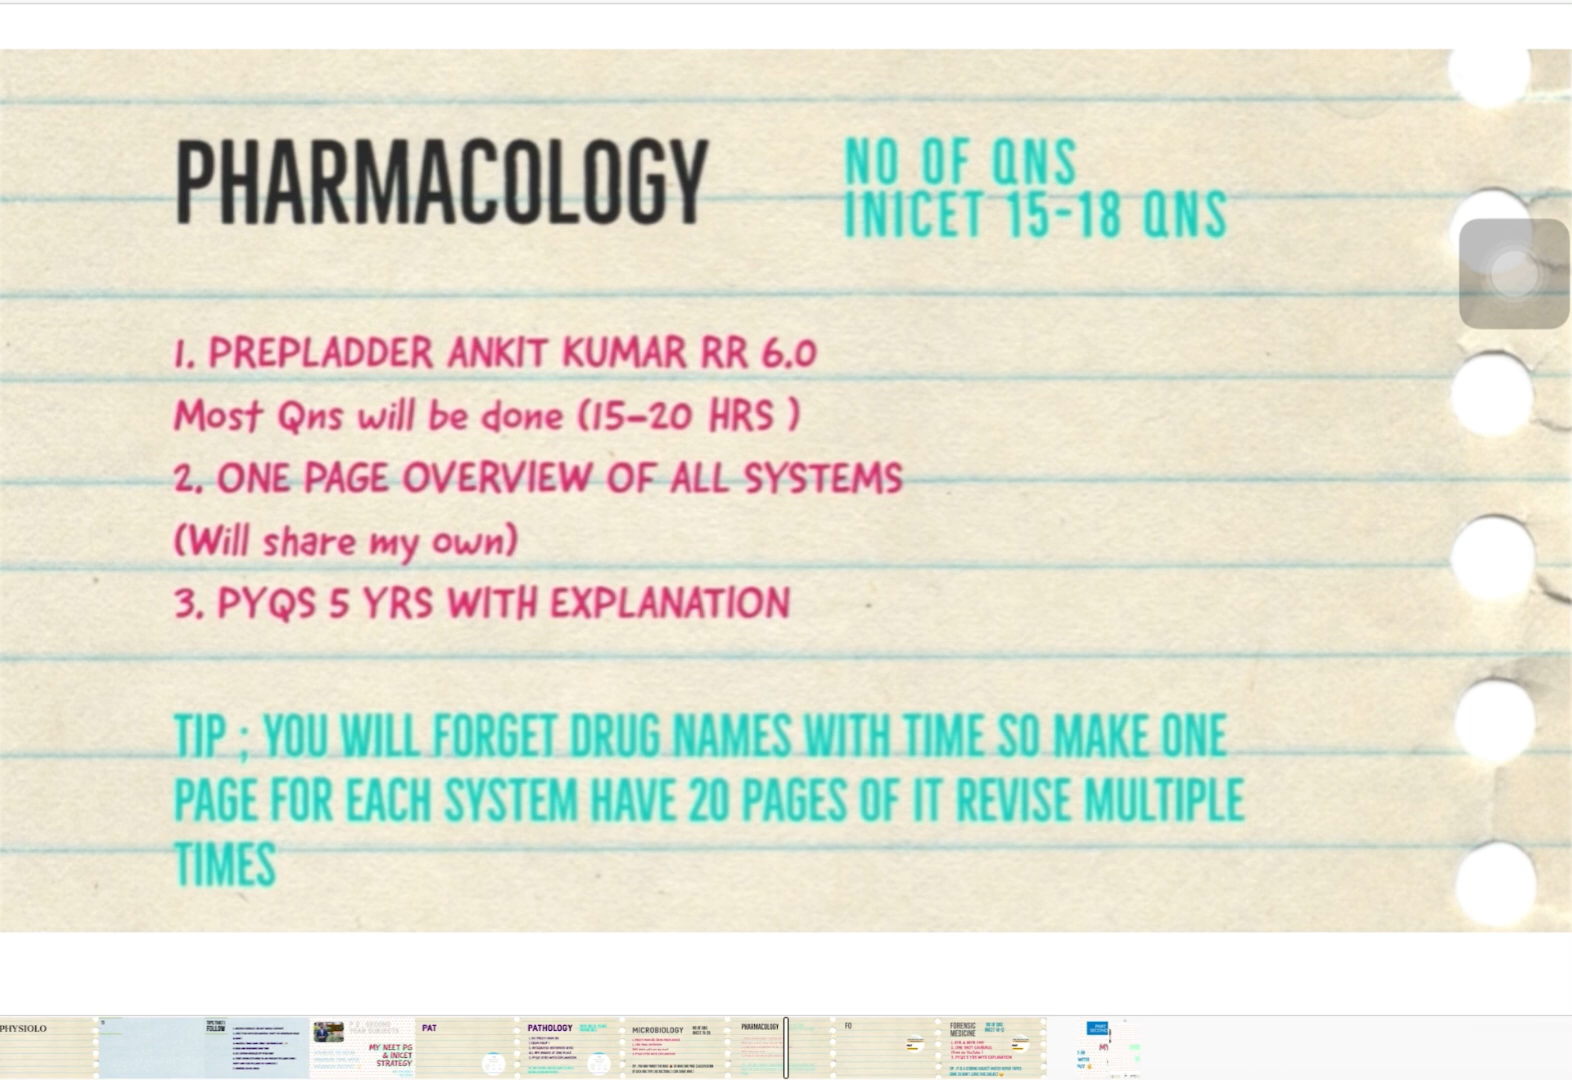 PHARMACOLOGY
NO OF QNS
INICET 15-18 QNS
1. PREPLADDER ANKIT KUMAR RR 6.0
Most Qns will be done (15-20 HRS )
2. ONE PAGE OVERVIEW OF ALL SYSTEMS
(Will share my own)
3. PYQS 5 YRS WITH EXPLANATION
TIP ; YOU WILL FORGET DRUG NAMES WITH TIME SO MAKE ONE
PAGE FOR EACH SYSTEM HAVE 20 PAGES OF IT REVISE MULTIPLE
TIMES
PHYSIOLO
FOLLOW
MY NEET PG
& INICET
STRATEGY
PAT
PATHOLOGY
MICROBIOLOGY
PHARMACOLOGY
FO
FORENSIC
MEDICINE
MY